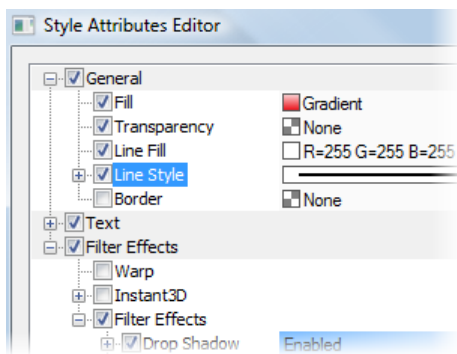 Style Attributes Editor
General
Fill Gradient
Transparency None
Line Fill R=255 G=255 B=255
Line Style
Border None
Text
Filter Effects
Warp
Instant3D
Filter Effects
Drop Shadow Enabled